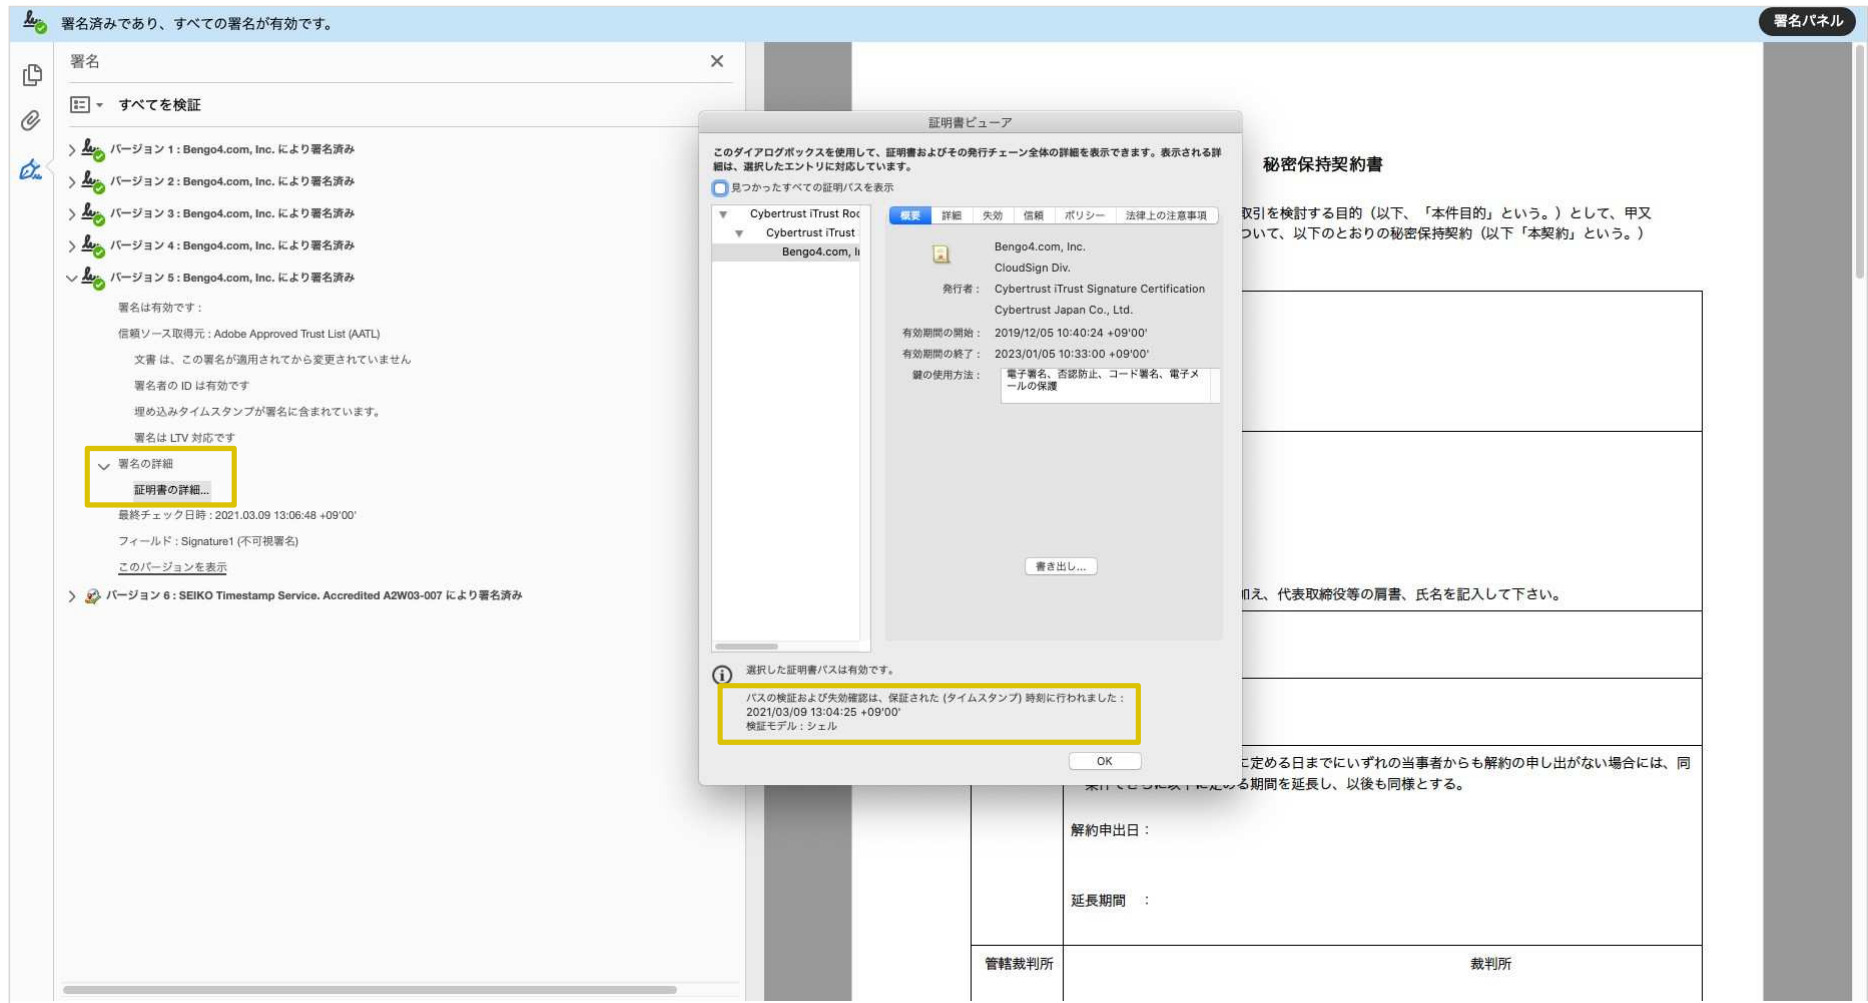 署名済みであり、すべての署名が有効です。
署名パネル
署名
すべてを検証
バージョン 1 : Bengo4.com, Inc. により署名済み
バージョン 2 : Bengo4.com, Inc. により署名済み
バージョン 3 : Bengo4.com, Inc. により署名済み
バージョン 4 : Bengo4.com, Inc. により署名済み
バージョン 5 : Bengo4.com, Inc. により署名済み
署名は有効です :
信頼ソース取得元 : Adobe Approved Trust List (AATL)
文書 は、この署名が適用されてから変更されていません
署名者の ID は有効です
埋め込みタイムスタンプが署名に含まれています。
署名は LTV 対応です
署名の詳細
証明書の詳細...
最終チェック日時 : 2021.03.09 13:06:48 +09'00'
フィールド : Signature1 (不可視署名)
このバージョンを表示
バージョン 6 : SEIKO Timestamp Service. Accredited A2W03-007 により署名済み
証明書ビューア
このダイアログボックスを使用して、証明書およびその発行チェーン全体の詳細を表示できます。表示される詳
細は、選択したエントリに対応しています。
見つかったすべての証明パスを表示
Cybertrust iTrust Roo
Cybertrust iTrust
Bengo4.com, I
概要 詳細 失効 信頼 ポリシー 法律上の注意事項
Bengo4.com, Inc.
CloudSign Div.
発行者 : Cybertrust iTrust Signature Certification
Cybertrust Japan Co., Ltd.
有効期間の開始 : 2019/12/05 10:40:24 +09'00'
有効期間の終了 : 2023/01/05 10:33:00 +09'00'
鍵の使用方法 : 電子署名、否認防止、コード署名、電子メ
ールの保護
書き出し...
選択した証明書パスは有効です。
パスの検証および失効確認は、保証された (タイムスタンプ) 時刻に行われました :
2021/03/09 13:04:25 +09'00'
検証モデル : シェル
OK
秘密保持契約書
取引を検討する目的（以下、「本件目的」という。）として、甲又
ついて、以下のとおりの秘密保持契約（以下「本契約」という。）
加え、代表取締役等の肩書、氏名を記入して下さい。
に定める日までにいずれの当事者からも解約の申し出がない場合には、同
る期間を延長し、以後も同様とする。
解約申出日：
延長期間 ：
管轄裁判所 裁判所